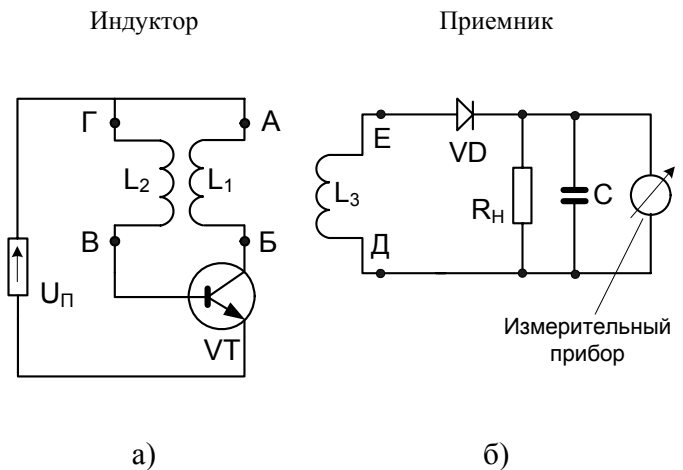 Индуктор
Приемник
Г
А
L2
L1
В
Б
UП
VT
Е
VD
L3
RН
С
Д
Измерительный
прибор
а)
б)